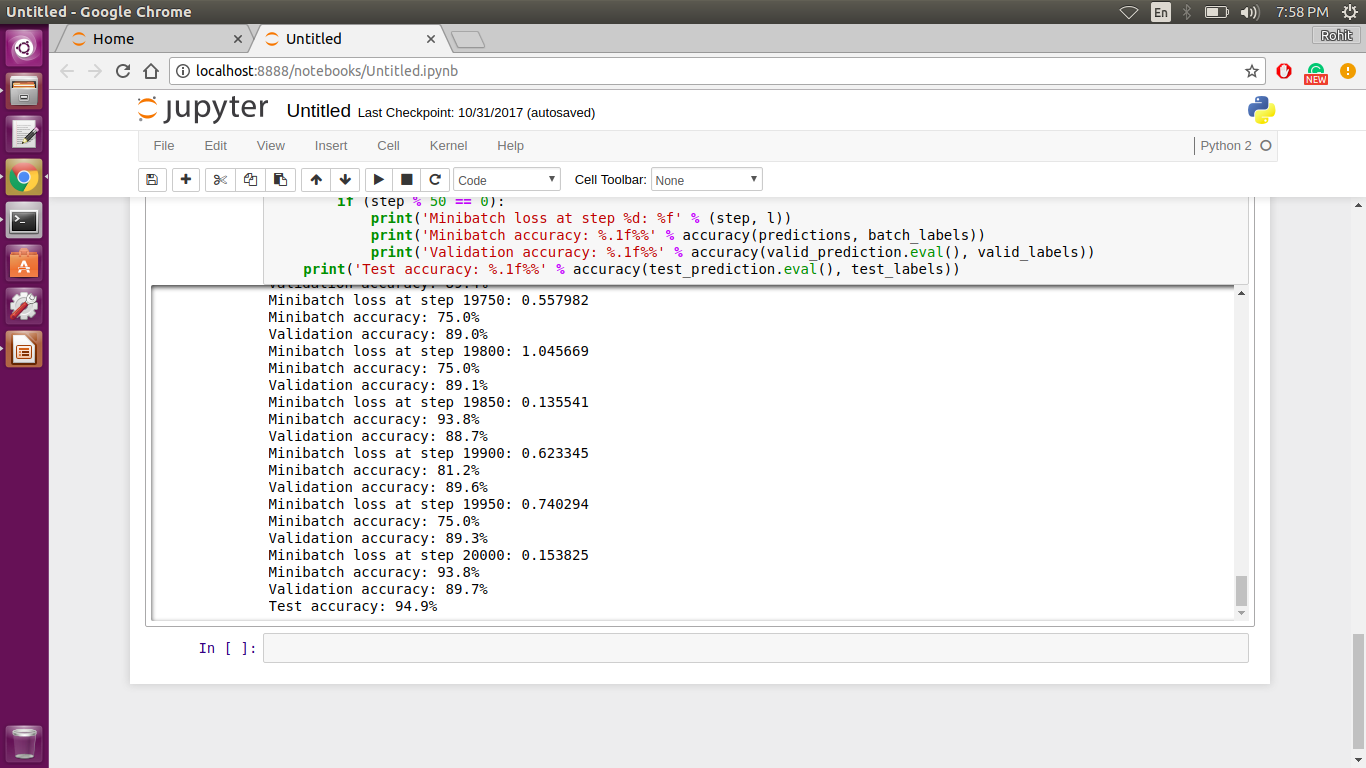 Untitled - Google Chrome
En
7:58 PM
Home
Untitled
Rohit
localhost:8888/notebooks/Untitled.ipynb
NEW
jupyter Untitled Last Checkpoint: 10/31/2017 (autosaved)
File Edit View Insert Cell Kernel Help
Python 2
Code
Cell Toolbar: None
if (step % 50 == 0):
print('Minibatch loss at step %d: %f' % (step, l))
print('Minibatch accuracy: %.1f%%' % accuracy(predictions, batch_labels))
print('Validation accuracy: %.1f%%' % accuracy(valid_prediction.eval(), valid_labels))
print('Test accuracy: %.1f%%' % accuracy(test_prediction.eval(), test_labels))
Minibatch loss at step 19750: 0.557982
Minibatch accuracy: 75.0%
Validation accuracy: 89.0%
Minibatch loss at step 19800: 1.045669
Minibatch accuracy: 75.0%
Validation accuracy: 89.1%
Minibatch loss at step 19850: 0.135541
Minibatch accuracy: 93.8%
Validation accuracy: 88.7%
Minibatch loss at step 19900: 0.623345
Minibatch accuracy: 81.2%
Validation accuracy: 89.6%
Minibatch loss at step 19950: 0.740294
Minibatch accuracy: 75.0%
Validation accuracy: 89.3%
Minibatch loss at step 20000: 0.153825
Minibatch accuracy: 93.8%
Validation accuracy: 89.7%
Test accuracy: 94.9%
In [ ]: